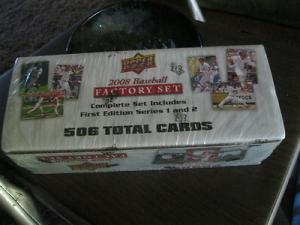 UPPER DECK
2008 Baseball
FACTORY SET
Complete Set Includes
First Edition Series 1 and 2
506 TOTAL CARDS